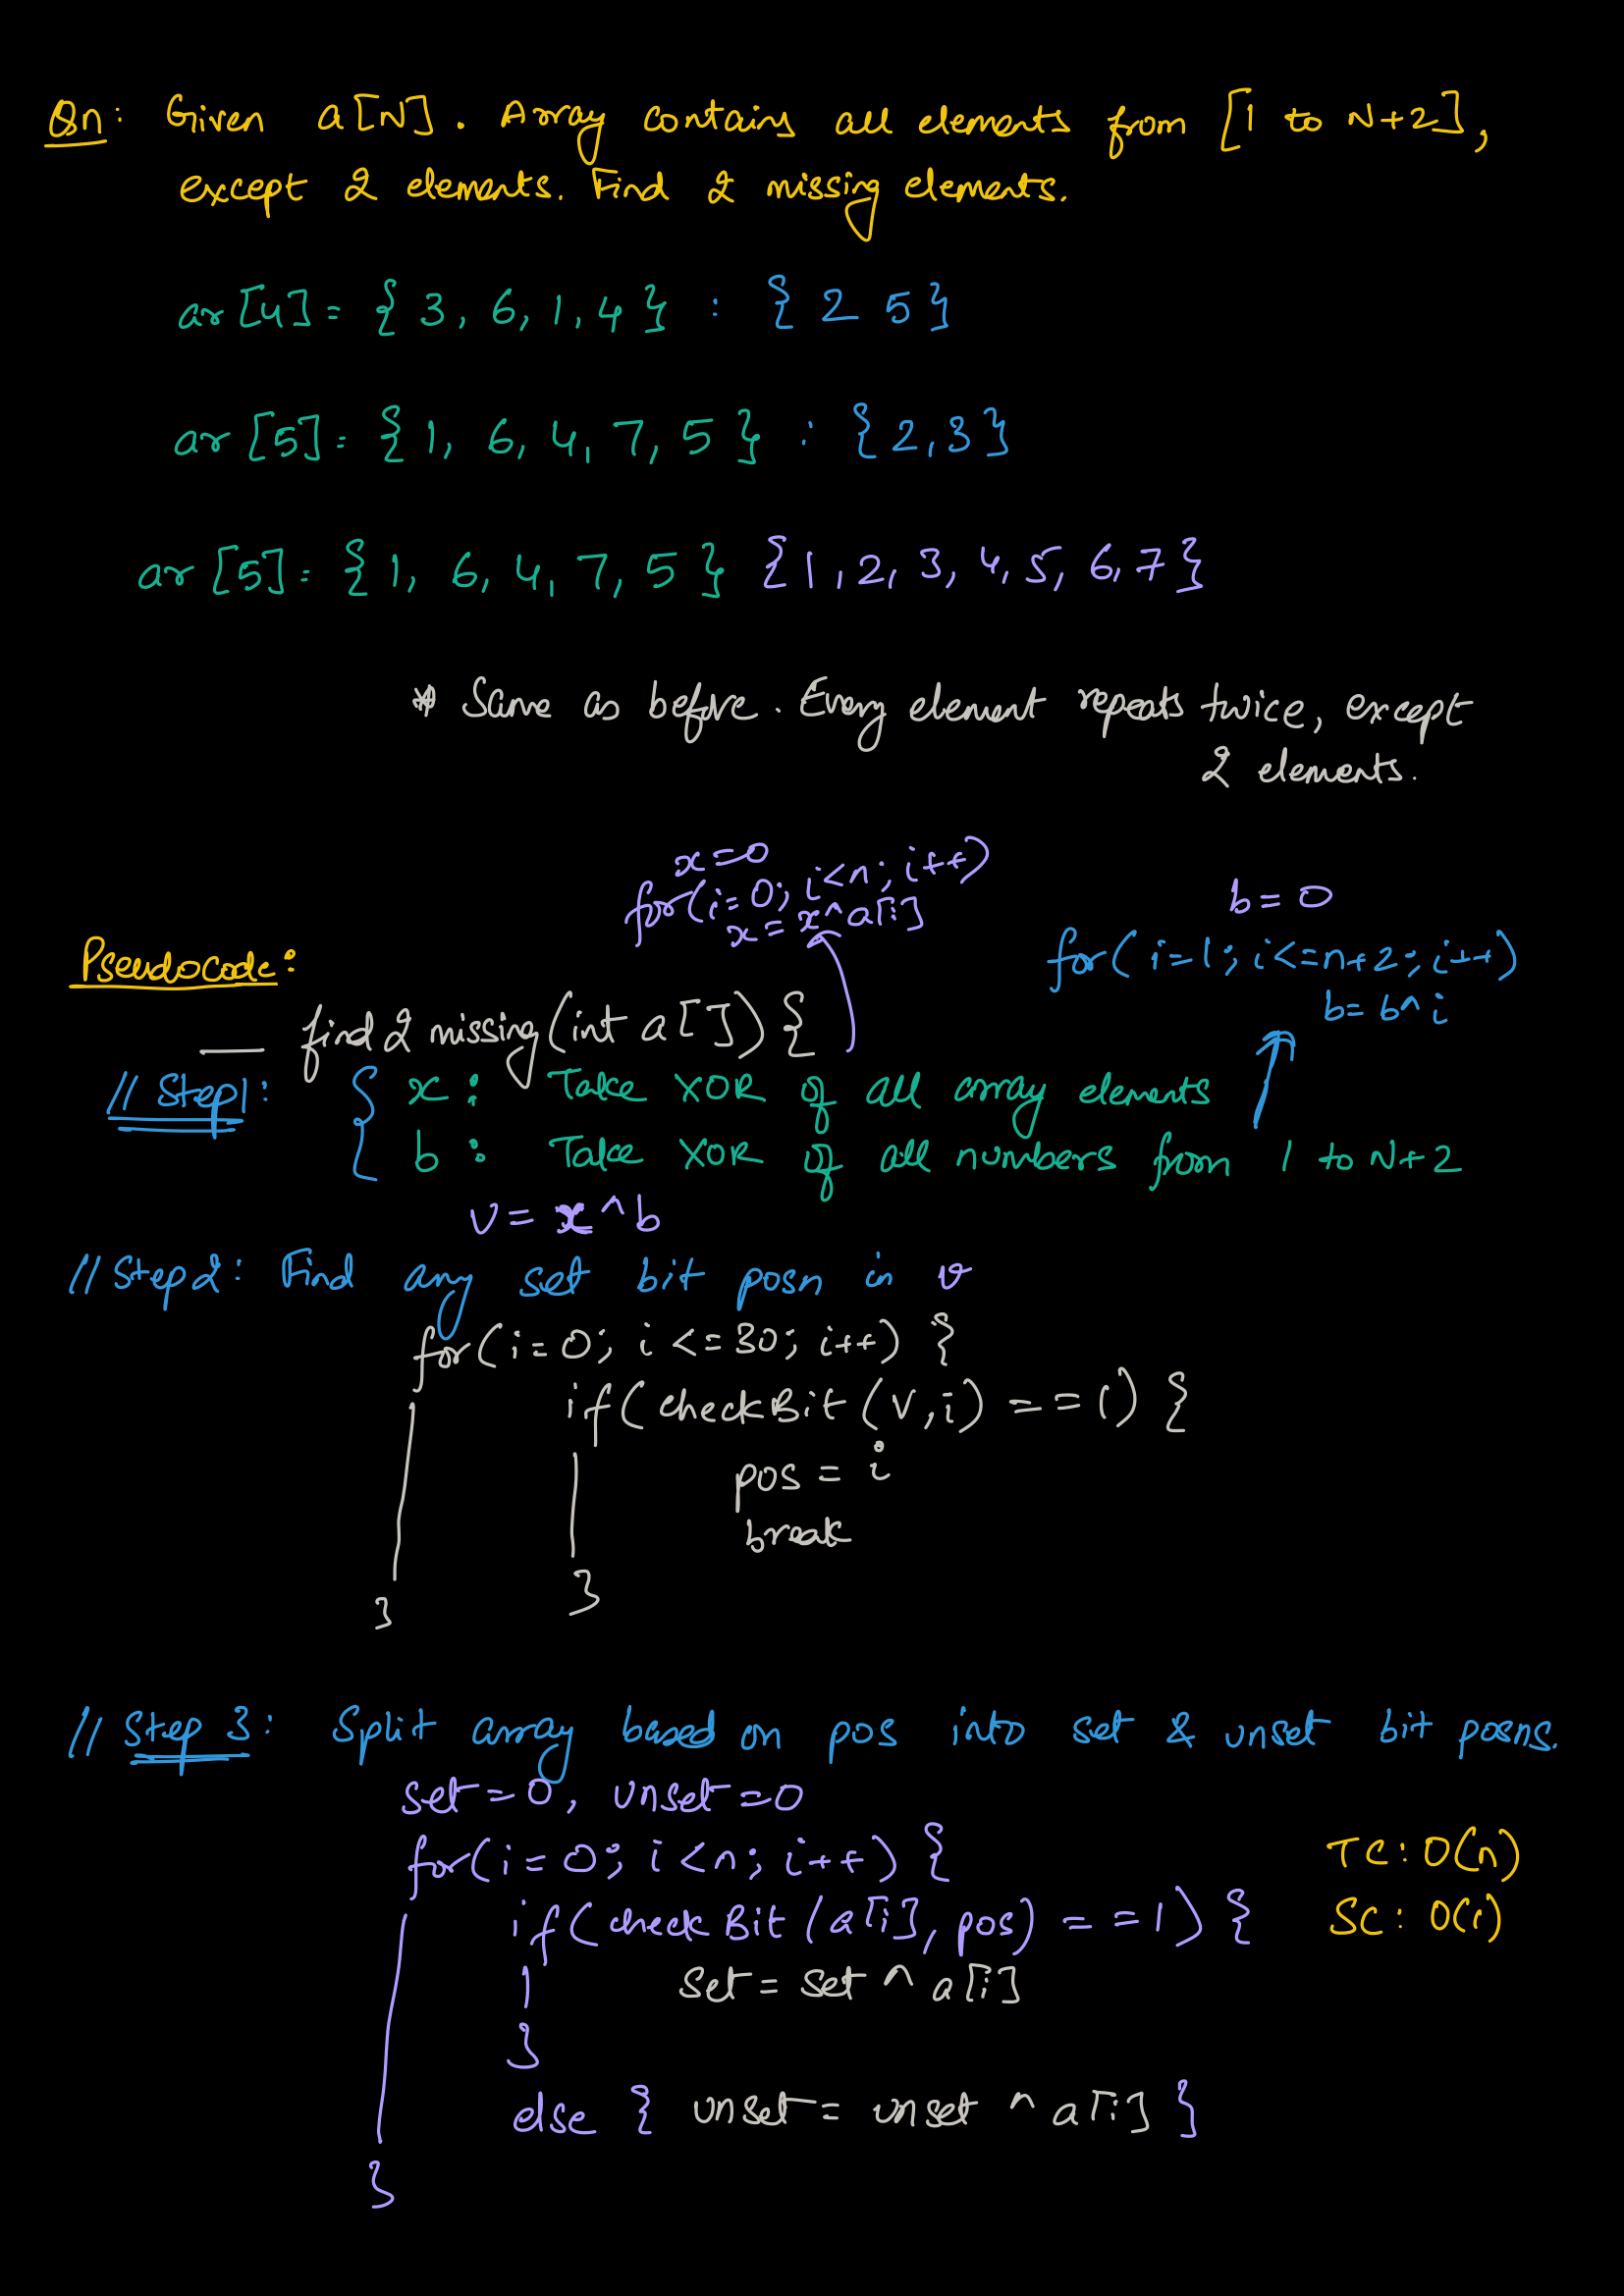 Qn: Given a[N]. Array contains all elements from [1 to N+2],
except 2 elements. Find 2 missing elements.
ar[4]= { 3, 6, 1, 4 } : { 2 5 }
ar[5]= { 1, 6, 4, 7, 5 } : { 2, 3 }
ar[5]= { 1, 6, 4, 7, 5 } { 1, 2, 3, 4, 5, 6, 7 }
* Same as before. Every element repeats twice, except
2 elements.
x=0
for(i=0; i<n; i++)
x = x^a[i]
b = 0
for( i=1; i<=n+2; i++)
b= b^i
Pseudocode:
__ find 2 missing(int a[]) {
// Step1: { x : Take XOR of all array elements
b : Take XOR of all numbers from 1 to N+2
v = x^b
// Step2: Find any set bit posn in v
for(i=0; i<=30; i++) {
if( checkBit (v,i) ==1) {
pos = i
break
}
}
// Step 3: Split array based on pos into set & unset bit posns.
set=0, unset=0
for(i=0; i<n; i++) {
TC: O(n)
if( check Bit (a[i], pos) ==1) {
SC: O(1)
Set = set ^ a[i]
}
else { unset = unset ^ a[i] }
}